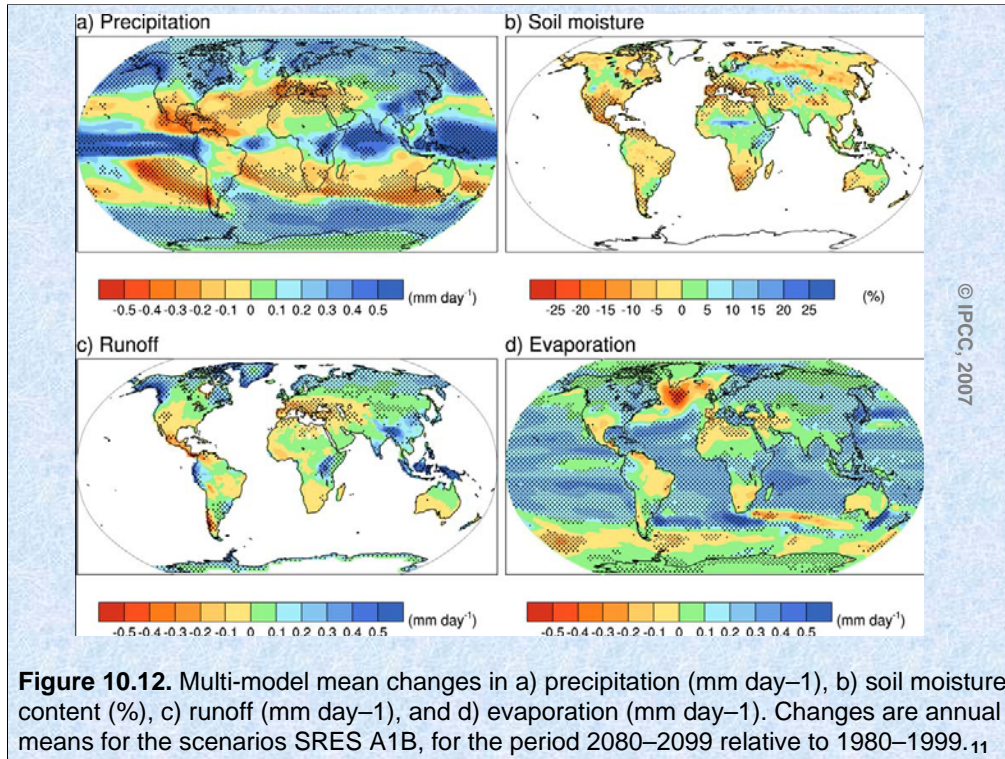 a) Precipitation
b) Soil moisture
-0.5-0.4-0.3-0.2-0.1 0 0.1 0.2 0.3 0.4 0.5 (mm day-1)
-25 -20 -15 -10 -5 0 5 10 15 20 25 (%)
© IPCC, 2007
c) Runoff
d) Evaporation
-0.5-0.4-0.3-0.2-0.1 0 0.1 0.2 0.3 0.4 0.5 (mm day-1)
-0.5-0.4-0.3-0.2-0.1 0 0.1 0.2 0.3 0.4 0.5 (mm day-1)
Figure 10.12. Multi-model mean changes in a) precipitation (mm day–1), b) soil moisture
content (%), c) runoff (mm day–1), and d) evaporation (mm day–1). Changes are annual
means for the scenarios SRES A1B, for the period 2080–2099 relative to 1980–1999.
11